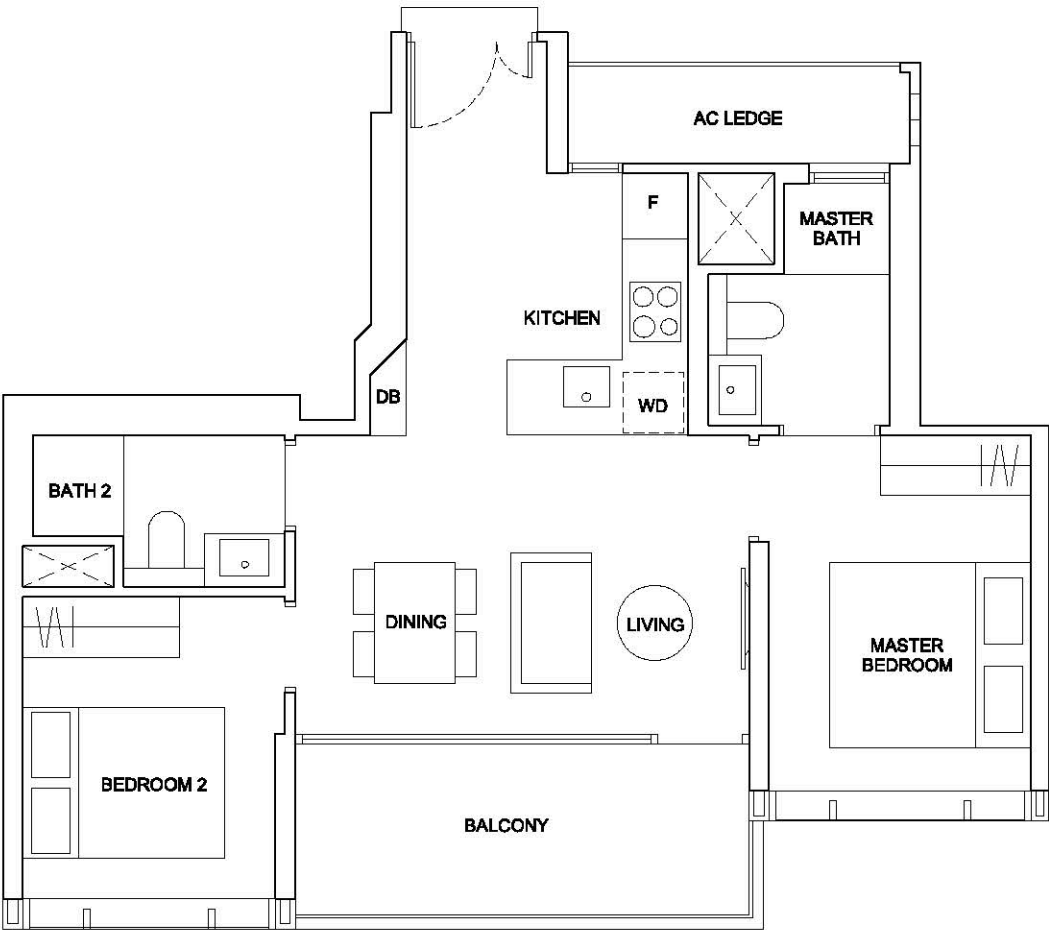 AC LEDGE
F
MASTER
BATH
KITCHEN
DB
WD
BATH 2
DINING
LIVING
MASTER
BEDROOM
BEDROOM 2
BALCONY